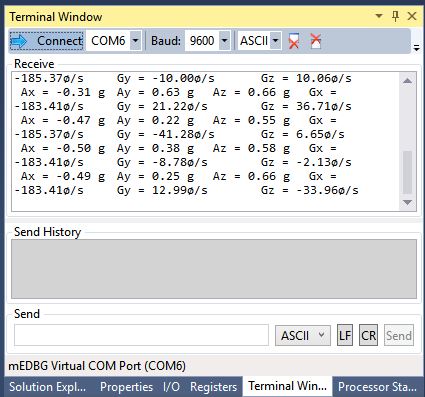 Terminal Window
Connect COM6 Baud: 9600 ASCII
Receive
-185.37ø/s Gy = -10.00ø/s Gz = 10.06ø/s
Ax = -0.31 g Ay = 0.63 g Az = 0.66 g Gx =
-183.41ø/s Gy = 21.22ø/s Gz = 36.71ø/s
Ax = -0.47 g Ay = 0.22 g Az = 0.55 g Gx =
-185.37ø/s Gy = -41.28ø/s Gz = 6.65ø/s
Ax = -0.50 g Ay = 0.38 g Az = 0.58 g Gx =
-183.41ø/s Gy = -8.78ø/s Gz = -2.13ø/s
Ax = -0.49 g Ay = 0.25 g Az = 0.66 g Gx =
-183.41ø/s Gy = 12.99ø/s Gz = -33.96ø/s
Send History
Send
ASCII LF CR Send
mEDBG Virtual COM Port (COM6)
Solution Expl... Properties I/O Registers Terminal Win... Processor Sta...